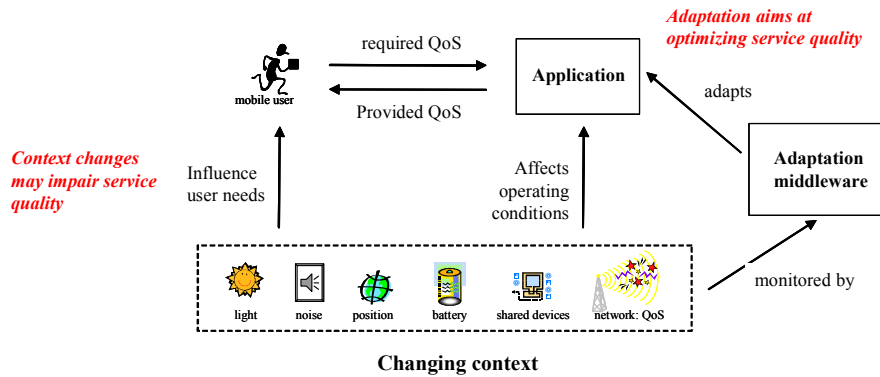 Adaptation aims at
optimizing service quality
required QoS
Application
mobile user
Provided QoS
adapts
Context changes
may impair service
quality
Influence
user needs
Affects
operating
conditions
Adaptation
middleware
monitored by
light
noise
position
battery
shared devices
network: QoS
Changing context